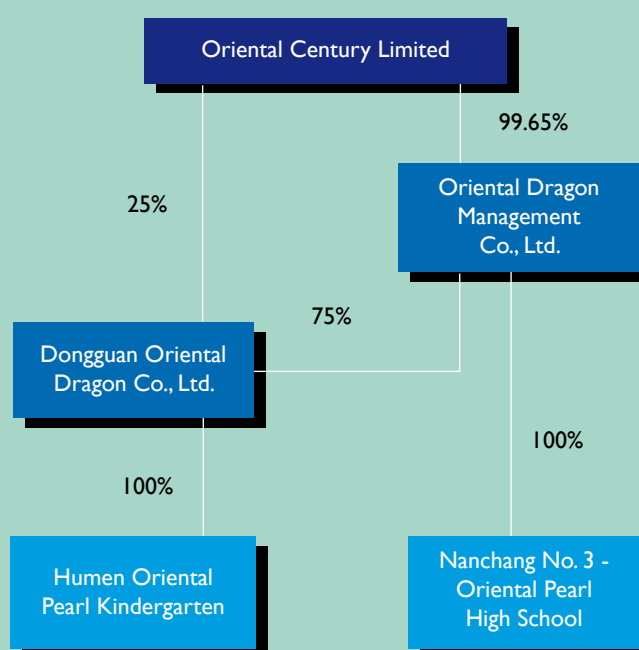 Oriental Century Limited
99.65%
25%
Oriental Dragon
Management
Co., Ltd.
75%
Dongguan Oriental
Dragon Co., Ltd.
100%
100%
Humen Oriental
Pearl Kindergarten
Nanchang No. 3 -
Oriental Pearl
High School